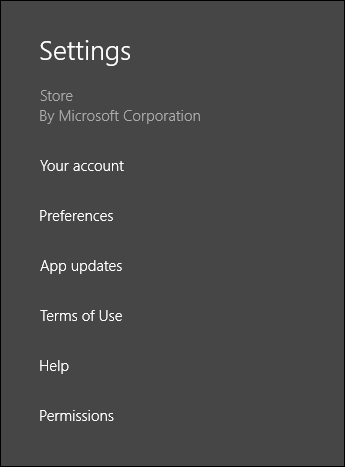 Settings
Store
By Microsoft Corporation
Your account
Preferences
App updates
Terms of Use
Help
Permissions